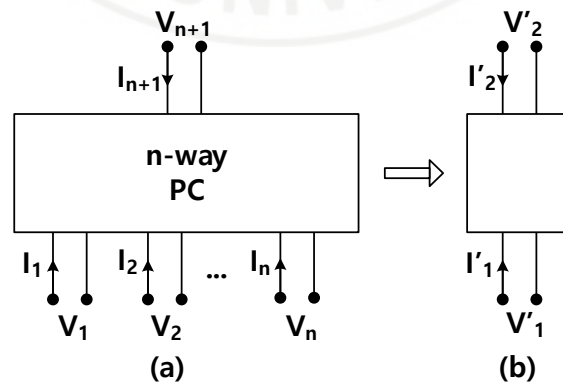 V_{n+1}
V'_2
I_{n+1}
I'_2
n-way
PC
I_1 I_2 ... I_n
I'_1
V_1 V_2 V_n
V'_1
(a) (b)